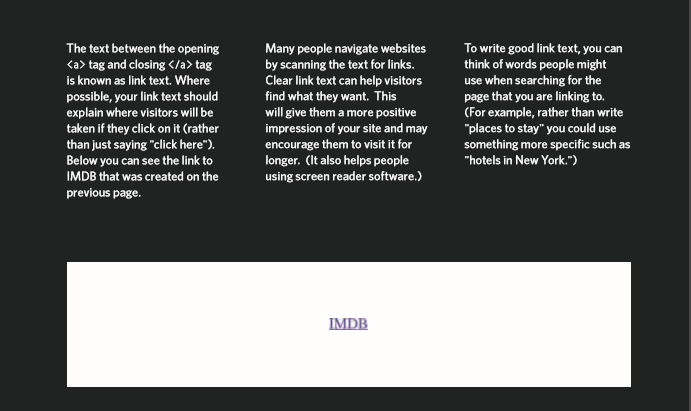 The text between the opening
<a> tag and closing </a> tag
is known as link text. Where
possible, your link text should
explain where visitors will be
taken if they click on it (rather
than just saying "click here").
Below you can see the link to
IMDB that was created on the
previous page.
Many people navigate websites
by scanning the text for links.
Clear link text can help visitors
find what they want.  This
will give them a more positive
impression of your site and may
encourage them to visit it for
longer.  (It also helps people
using screen reader software.)
To write good link text, you can
think of words people might
use when searching for the
page that you are linking to.
(For example, rather than write
"places to stay" you could use
something more specific such as
"hotels in New York.")
IMDB